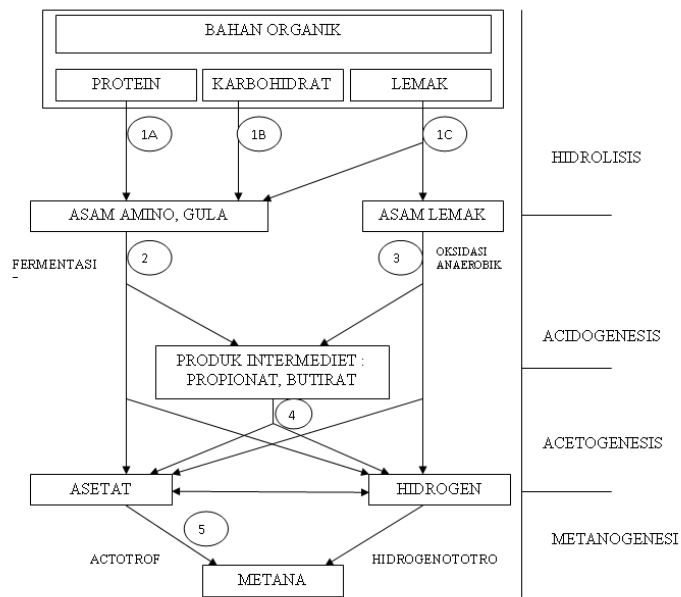 BAHAN ORGANIK
PROTEIN
KARBOHIDRAT
LEMAK
1A
1B
1C
HIDROLISIS
ASAM AMINO, GULA
ASAM LEMAK
FERMENTASI
-
2
3
OKSIDASI
ANAEROBIK
ACIDOGENESIS
PRODUK INTERMEDIET :
PROPIONAT, BUTIRAT
4
ACETOGENESIS
ASETAT
HIDROGEN
5
METANOGENESI
ACTOTROF
HIDROGENOTOTRO
METANA